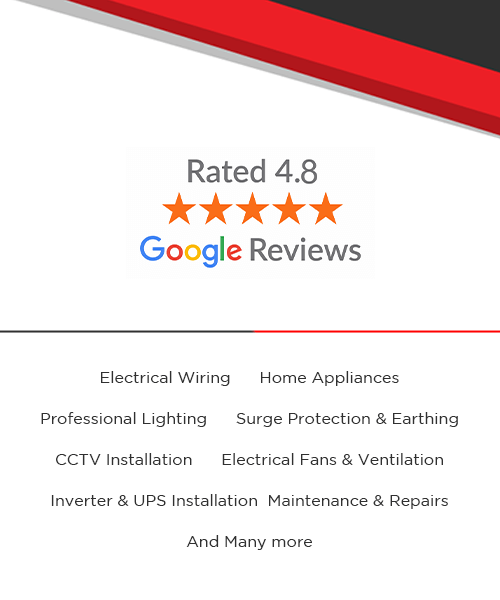 Rated 4.8
Google Reviews
Electrical Wiring Home Appliances
Professional Lighting Surge Protection & Earthing
CCTV Installation Electrical Fans & Ventilation
Inverter & UPS Installation Maintenance & Repairs
And Many more